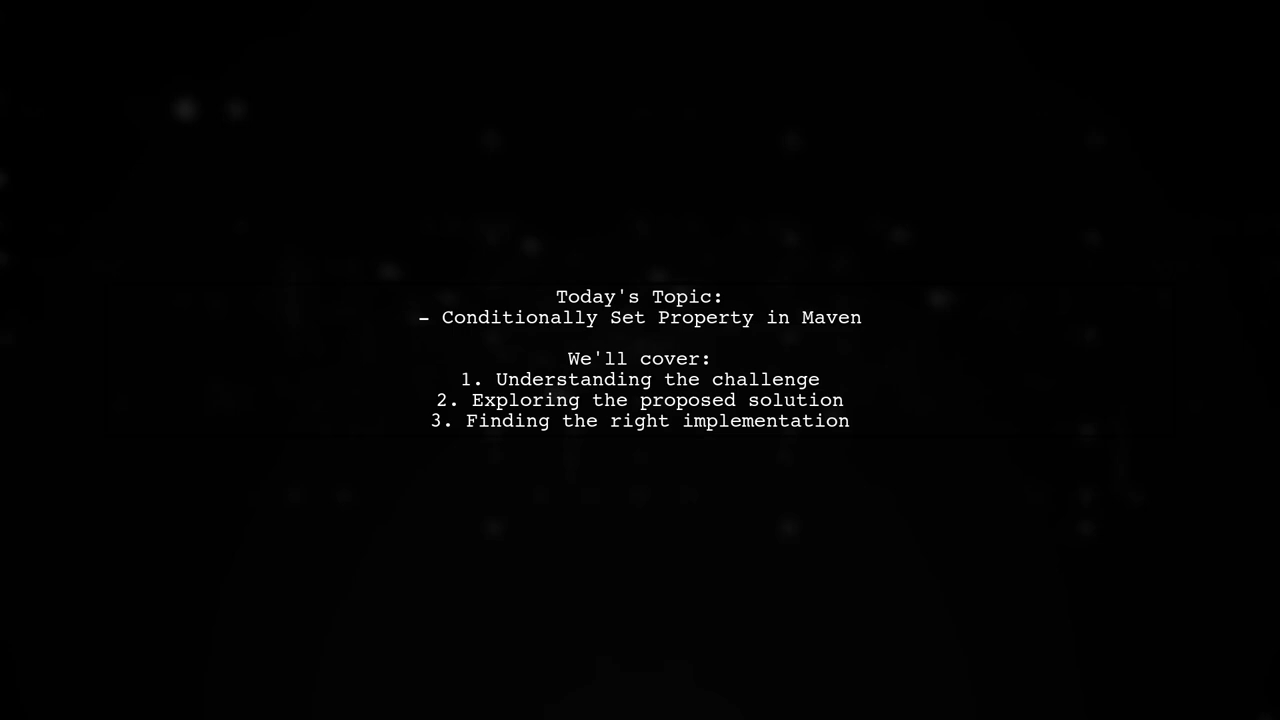 Today's Topic:
- Conditionally Set Property in Maven
We'll cover:
1. Understanding the challenge
2. Exploring the proposed solution
3. Finding the right implementation